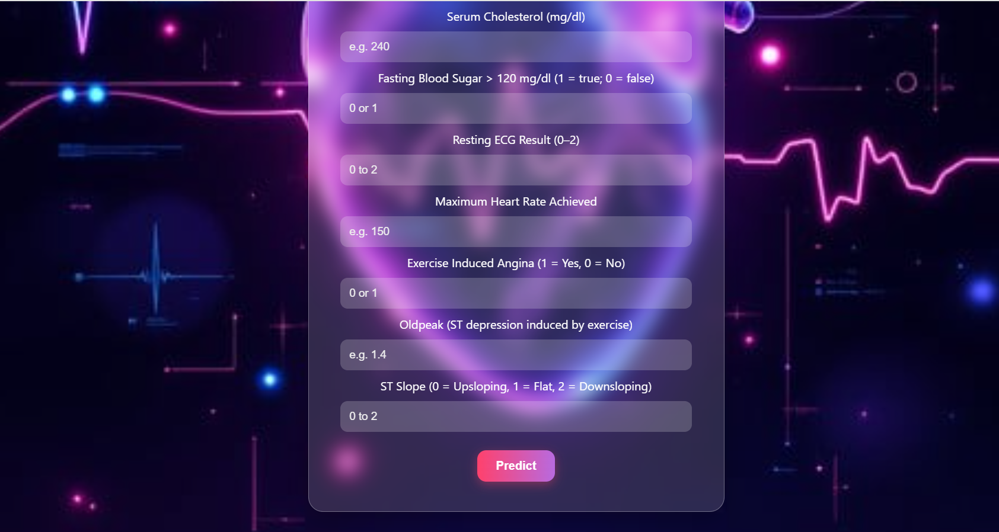 Serum Cholesterol (mg/dl)
e.g. 240
Fasting Blood Sugar > 120 mg/dl (1 = true; 0 = false)
0 or 1
Resting ECG Result (0–2)
0 to 2
Maximum Heart Rate Achieved
e.g. 150
Exercise Induced Angina (1 = Yes, 0 = No)
0 or 1
Oldpeak (ST depression induced by exercise)
e.g. 1.4
ST Slope (0 = Upsloping, 1 = Flat, 2 = Downsloping)
0 to 2
Predict